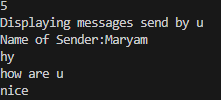 5
Displaying messages send by u
Name of Sender:Maryam
hy
how are u
nice